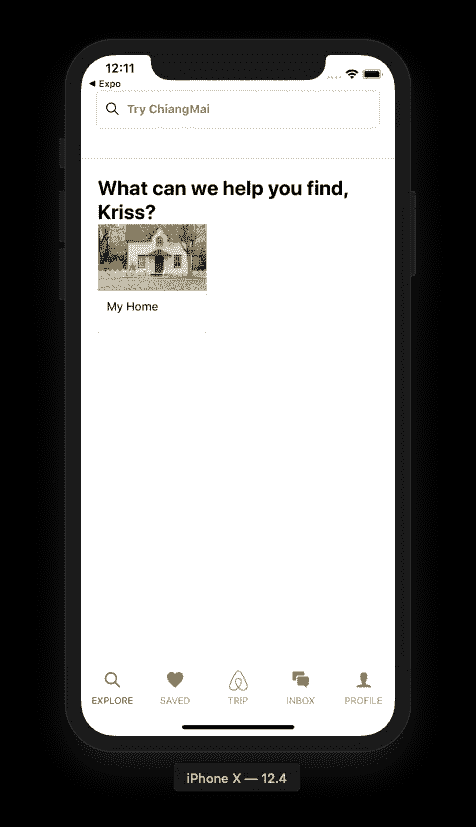 12:11
◀ Expo
Try ChiangMai
What can we help you find,
Kriss?
My Home
EXPLORE
SAVED
TRIP
INBOX
PROFILE
iPhone X — 12.4